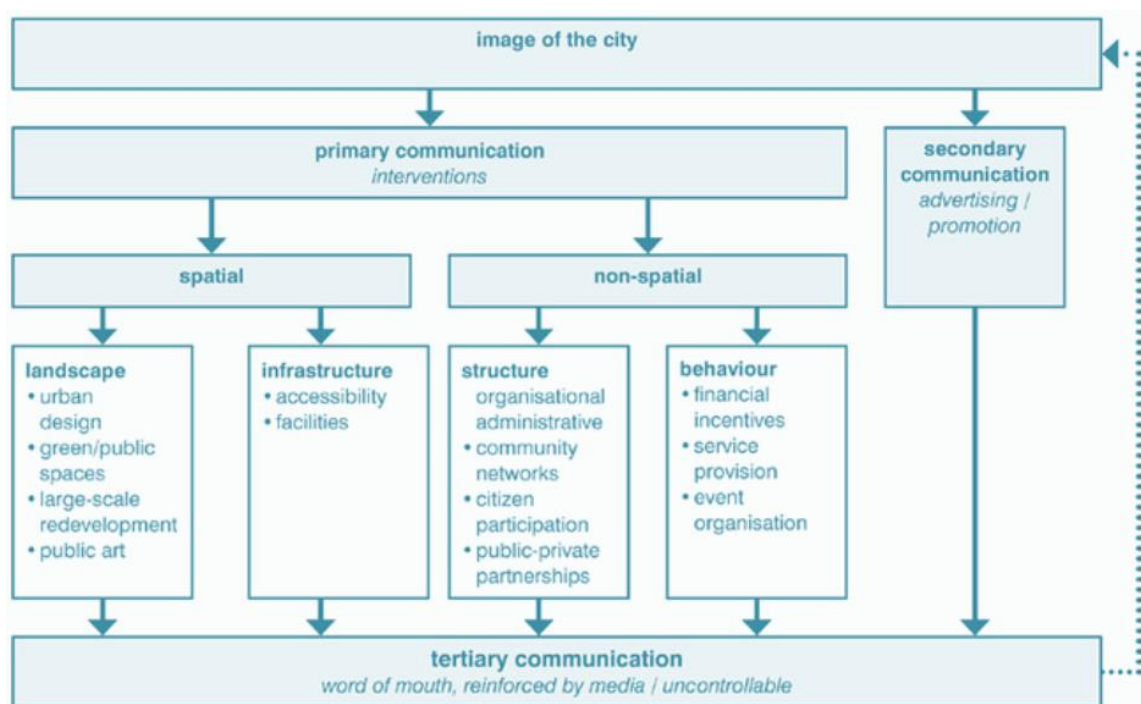 image of the city
primary communication
interventions
secondary
communication
advertising /
promotion
spatial
non-spatial
landscape
• urban
design
• green/public
spaces
• large-scale
redevelopment
• public art
infrastructure
• accessibility
• facilities
structure
organisational
administrative
• community
networks
• citizen
participation
• public-private
partnerships
behaviour
• financial
incentives
• service
provision
• event
organisation
tertiary communication
word of mouth, reinforced by media / uncontrollable